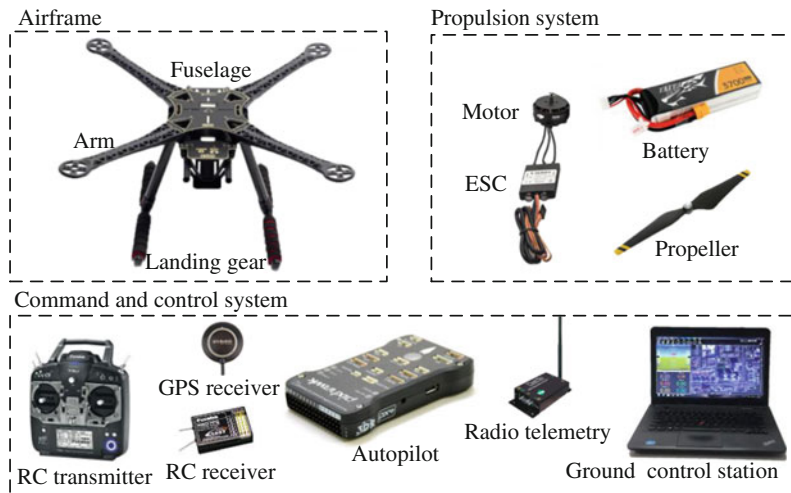 Airframe
Fuselage
Arm
Landing gear
Propulsion system
Motor
ESC
Battery
5700
Propeller
Command and control system
RC transmitter
GPS receiver
RC receiver
Autopilot
Radio telemetry
Ground control station